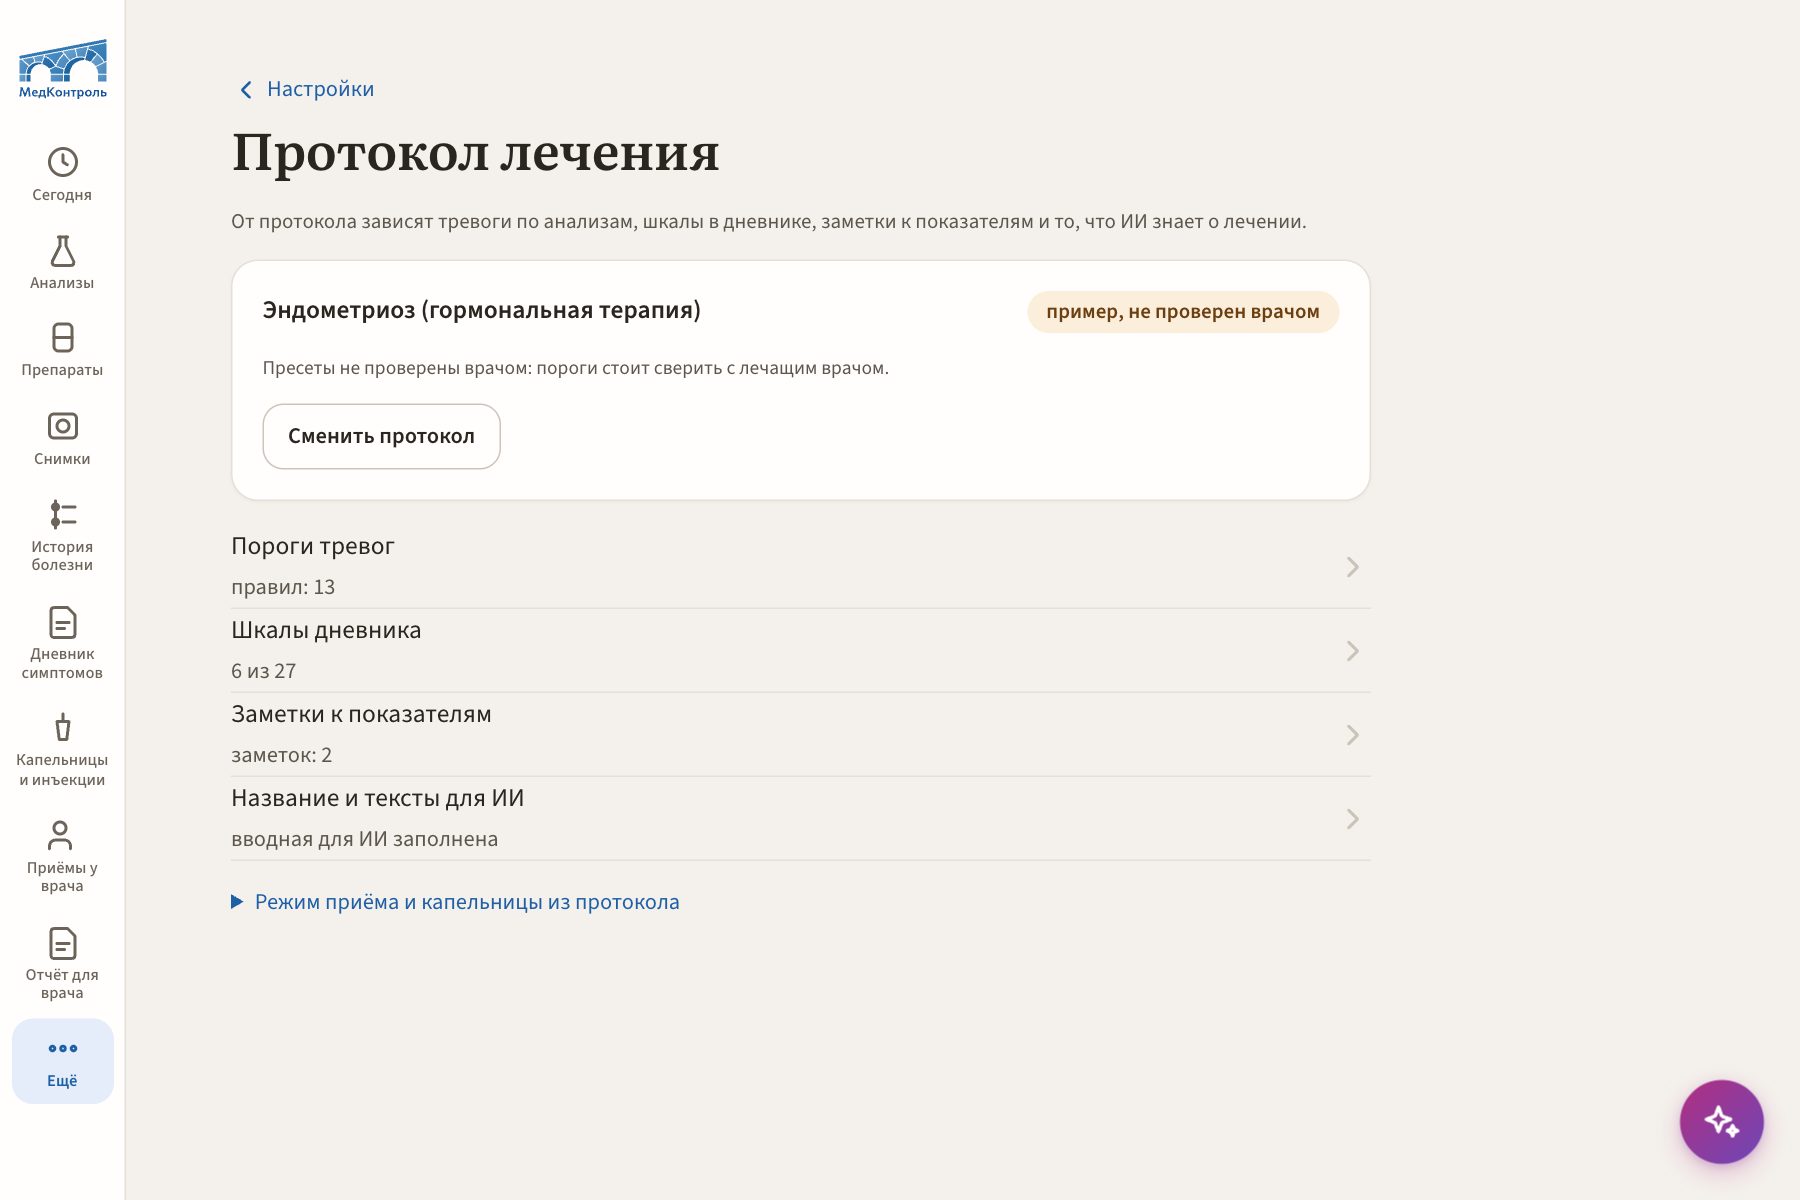 МедКонтроль
Сегодня
Анализы
Препараты
Снимки
История
болезни
Дневник
симптомов
Капельницы
и инъекции
Приёмы у
врача
Отчёт для
врача
Ещё
Настройки
Протокол лечения
От протокола зависят тревоги по анализам, шкалы в дневнике, заметки к показателям и то, что ИИ знает о лечении.
Эндометриоз (гормональная терапия)
пример, не проверен врачом
Пресеты не проверены врачом: пороги стоит сверить с лечащим врачом.
Сменить протокол
Пороги тревог
правил: 13
Шкалы дневника
6 из 27
Заметки к показателям
заметок: 2
Название и тексты для ИИ
вводная для ИИ заполнена
Режим приёма и капельницы из протокола